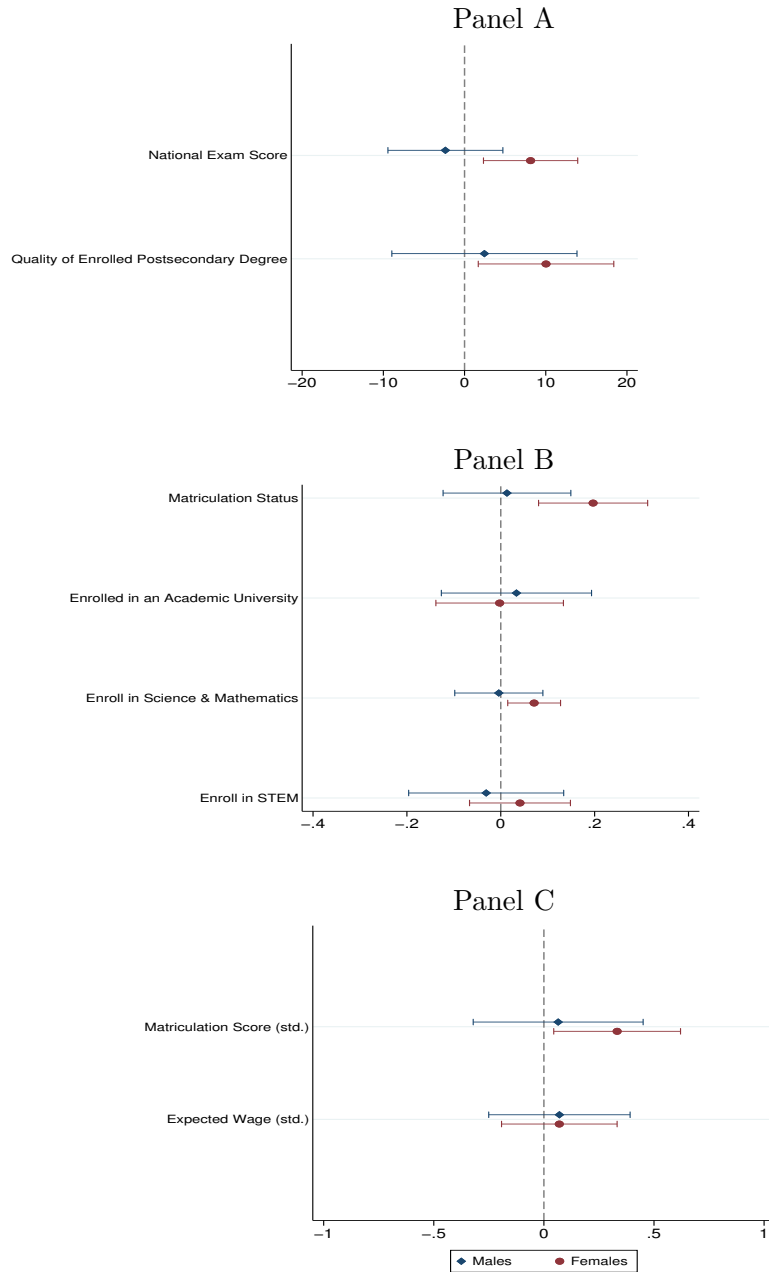 Panel A
National Exam Score
Quality of Enrolled Postsecondary Degree
−20 −10 0 10 20
Panel B
Matriculation Status
Enrolled in an Academic University
Enroll in Science & Mathematics
Enroll in STEM
−.4 −.2 0 .2 .4
Panel C
Matriculation Score (std.)
Expected Wage (std.)
−1 −.5 0 .5 1
Males Females